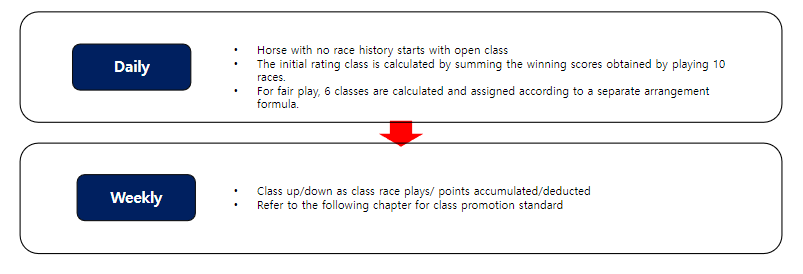 Daily
• Horse with no race history starts with open class
• The initial rating class is calculated by summing the winning scores obtained by playing 10
races.
• For fair play, 6 classes are calculated and assigned according to a separate arrangement
formula.
Weekly
• Class up/down as class race plays/ points accumulated/deducted
• Refer to the following chapter for class promotion standard